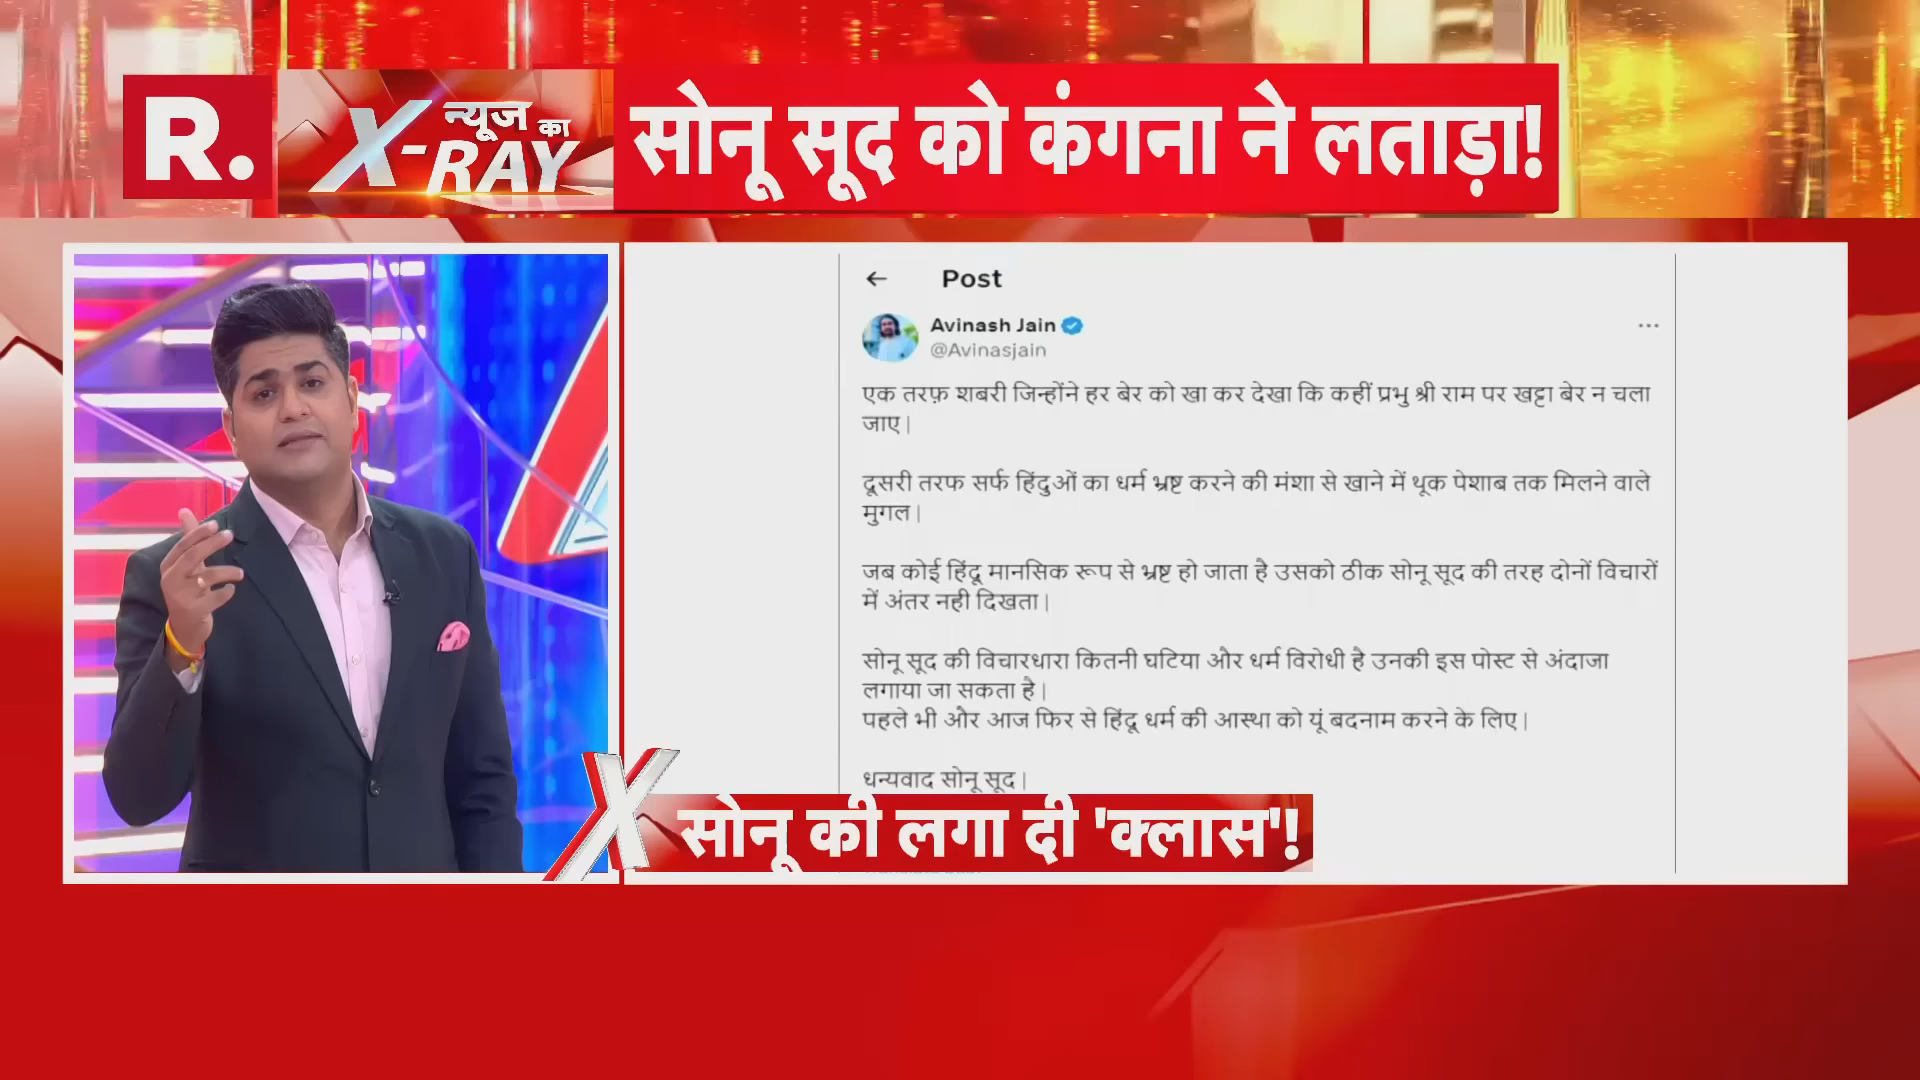 R.
न्यूज का
X-RAY
सोनू सूद को कंगना ने लताड़ा!
Post
Avinash Jain
@Avinasjain
एक तरफ़ शबरी जिन्होंने हर बेर को खा कर देखा कि कहीं प्रभु श्री राम पर खट्टा बेर न चला
जाए |
दूसरी तरफ सर्फ हिंदुओं का धर्म भ्रष्ट करने की मंशा से खाने में थूक पेशाब तक मिलने वाले
मुगल |
जब कोई हिंदू मानसिक रूप से भ्रष्ट हो जाता है उसको ठीक सोनू सूद की तरह दोनों विचारों
में अंतर नही दिखता |
सोनू सूद की विचारधारा कितनी घटिया और धर्म विरोधी है उनकी इस पोस्ट से अंदाजा
लगाया जा सकता है |
पहले भी और आज फिर से हिंदू धर्म की आस्था को यूं बदनाम करने के लिए |
धन्यवाद सोनू सूद |
X सोनू की लगा दी 'क्लास'!